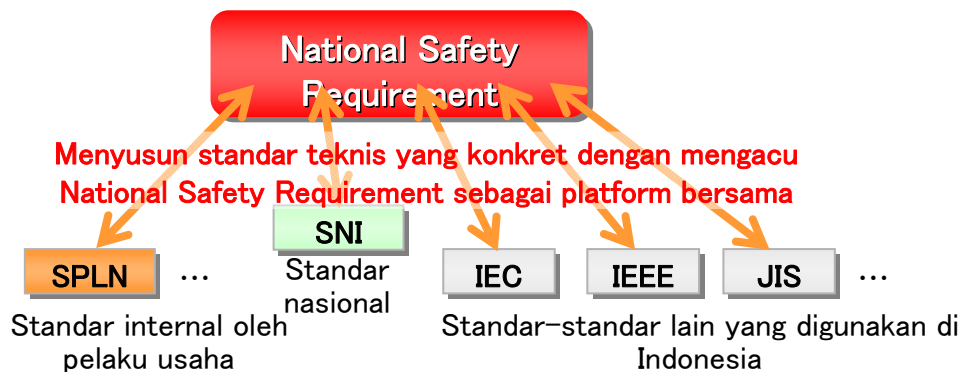 National Safety
Requirement
Menyusun standar teknis yang konkret dengan mengacu
National Safety Requirement sebagai platform bersama
SNI
SPLN ... IEC IEEE JIS ...
Standar
nasional
Standar internal oleh
pelaku usaha
Standar-standar lain yang digunakan di
Indonesia